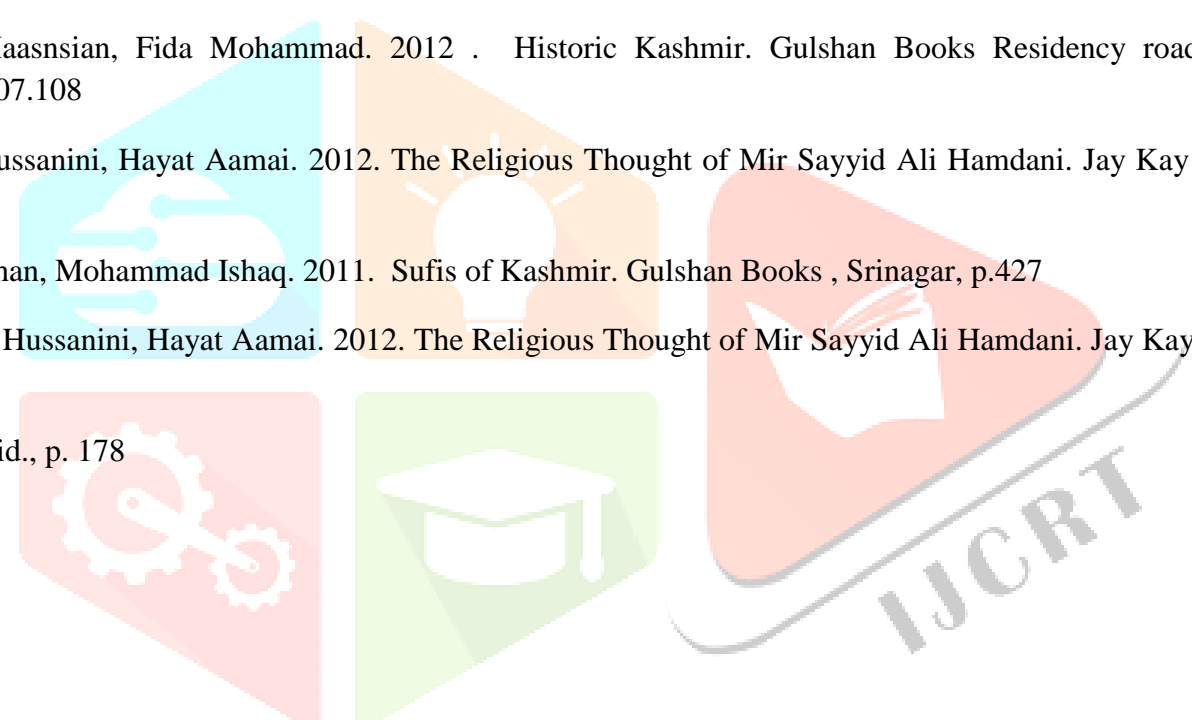 aasnsian, Fida Mohammad. 2012 . Historic Kashmir. Gulshan Books Residency road
07.108
ussanini, Hayat Aamai. 2012. The Religious Thought of Mir Sayyid Ali Hamdani. Jay Kay
han, Mohammad Ishaq. 2011. Sufis of Kashmir. Gulshan Books , Srinagar, p.427
Hussanini, Hayat Aamai. 2012. The Religious Thought of Mir Sayyid Ali Hamdani. Jay Kay
id., p. 178
IJCRT